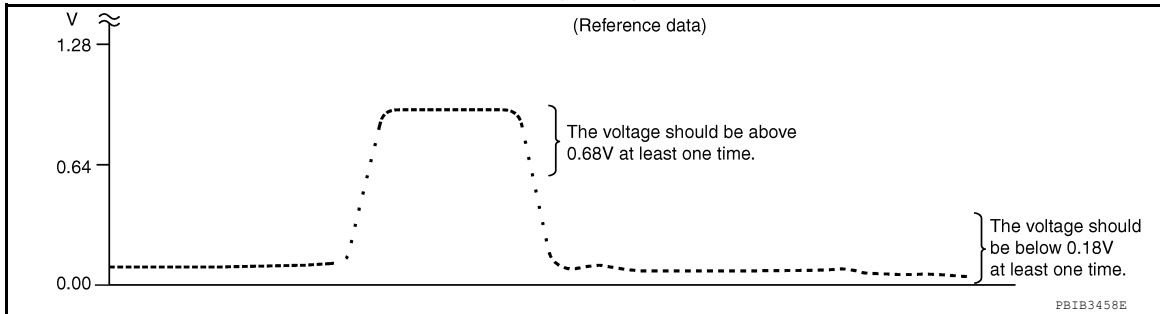 V
(Reference data)
1.28
The voltage should be above
0.68V at least one time.
0.64
The voltage should
be below 0.18V
at least one time.
0.00
PBIB3458E